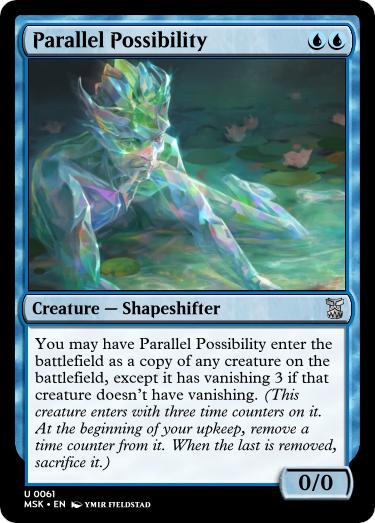 Parallel Possibility
Creature — Shapeshifter
You may have Parallel Possibility enter the
battlefield as a copy of any creature on the
battlefield, except it has vanishing 3 if that
creature doesn't have vanishing. (This
creature enters with three time counters on it.
At the beginning of your upkeep, remove a
time counter from it. When the last is removed,
sacrifice it.)
0/0
U 0061
MSK • EN YMIR FIELDSTAD